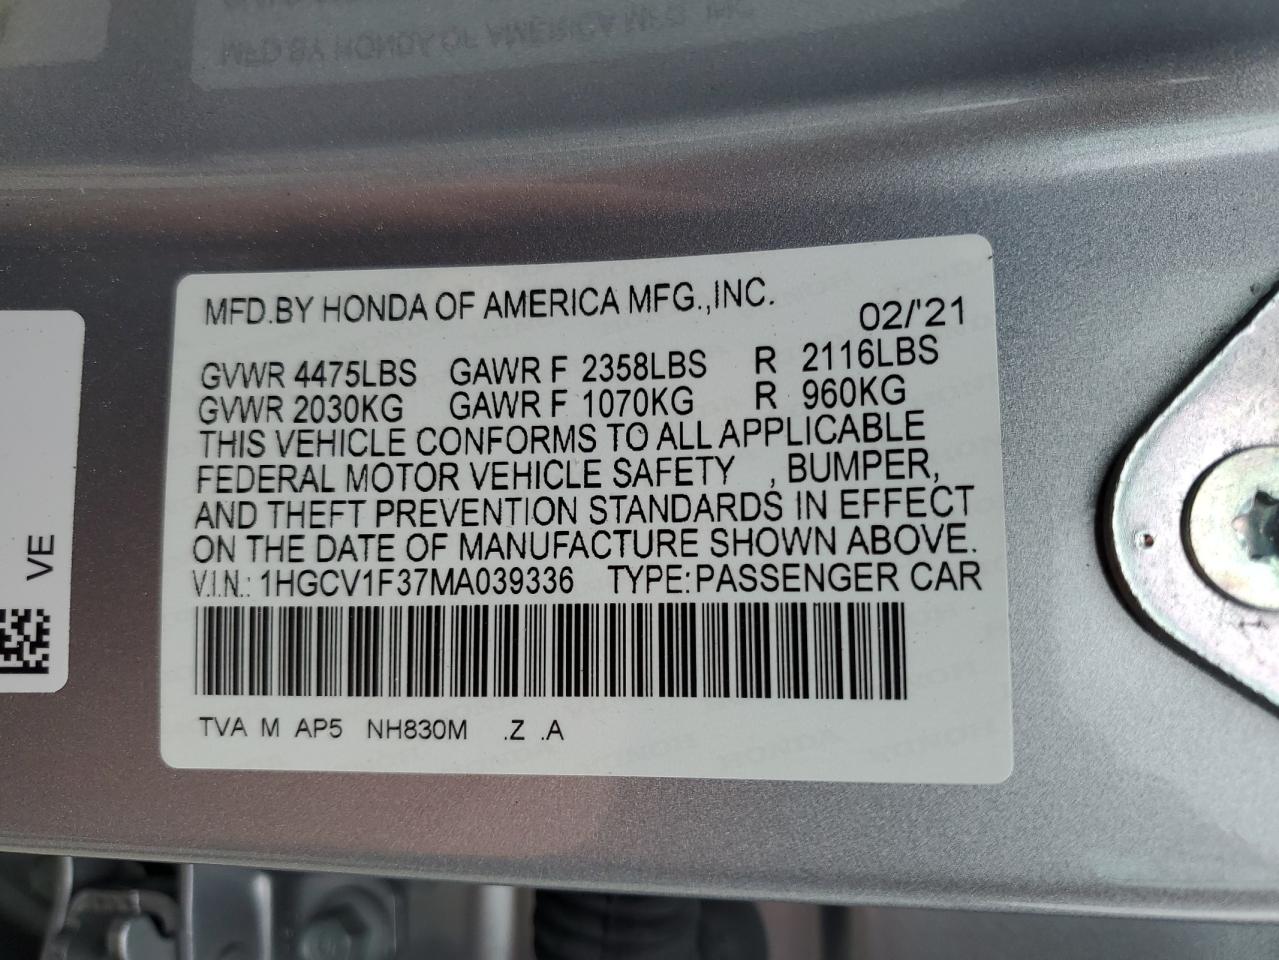 MFD.BY HONDA OF AMERICA MFG.,INC.
02/'21
GVWR 4475LBS GAWR F 2358LBS R 2116LBS
GVWR 2030KG GAWR F 1070KG R 960KG
THIS VEHICLE CONFORMS TO ALL APPLICABLE
FEDERAL MOTOR VEHICLE SAFETY , BUMPER,
AND THEFT PREVENTION STANDARDS IN EFFECT
ON THE DATE OF MANUFACTURE SHOWN ABOVE.
V.I.N.: 1HGCV1F37MA039336 TYPE:PASSENGER CAR
TVA M AP5 NH830M .Z .A
VE